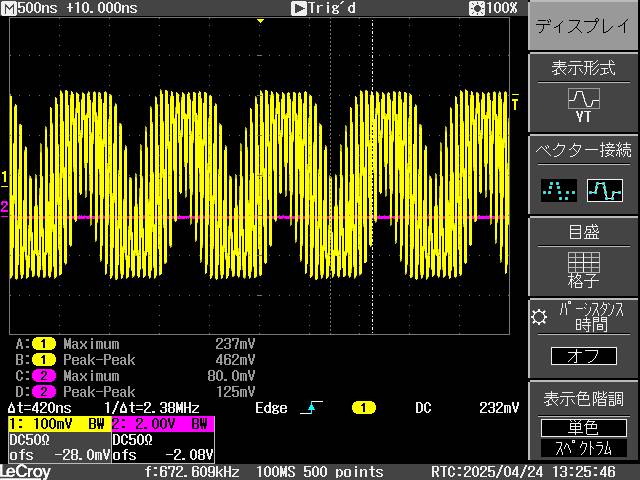 M 500ns +10.000ns
Trig'd
100%
T
1
2
A: 1 Maximum 237mV
B: 1 Peak-Peak 462mV
C: 2 Maximum 80.0mV
D: 2 Peak-Peak 125mV
Δt=420ns 1/Δt=2.38MHz Edge 1 DC 232mV
1: 100mV BW 2: 2.00V BW
DC50Ω DC50Ω
ofs -28.0mV ofs -2.08V
LeCroy f:672.609kHz 100MS 500 points RTC:2025/04/24 13:25:46
ディスプレイ
表示形式
YT
ベクター接続
目盛
格子
パーシスタンス
時間
オフ
表示色階調
単色
スペクトラム